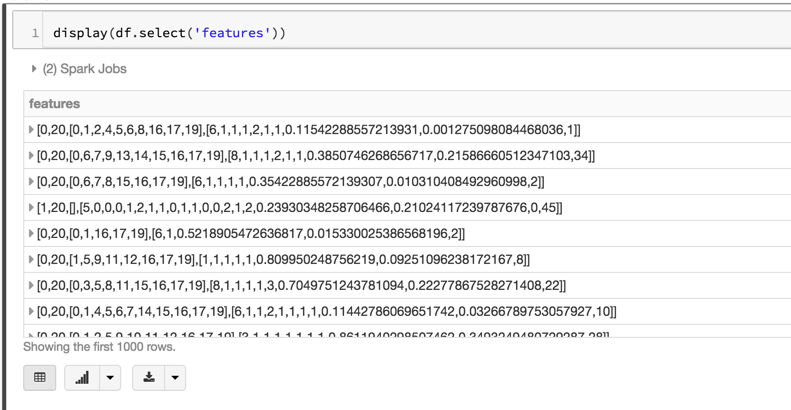 1 display(df.select('features'))
(2) Spark Jobs
features
[0,20,[0,1,2,4,5,6,8,16,17,19],[6,1,1,1,2,1,1,0.11542288557213931,0.001275098084468036,1]]
[0,20,[0,6,7,9,13,14,15,16,17,19],[8,1,1,1,2,1,1,0.3850746268656717,0.21586660512347103,34]]
[0,20,[0,6,7,8,15,16,17,19],[6,1,1,1,1,0.35422885572139307,0.010310408492960998,2]]
[1,20,[],[5,0,0,0,1,2,1,1,0,1,1,0,0,2,1,2,0.23930348258706466,0.21024117239787676,0,45]]
[0,20,[0,1,16,17,19],[6,1,0.5218905472636817,0.015330025386568196,2]]
[0,20,[1,5,9,11,12,16,17,19],[1,1,1,1,1,0.809950248756219,0.09251096238172167,8]]
[0,20,[0,3,5,8,11,15,16,17,19],[8,1,1,1,1,3,0.7049751243781094,0.22277867528271408,22]]
[0,20,[0,1,4,5,6,7,14,15,16,17,19],[6,1,1,2,1,1,1,1,0.11442786069651742,0.03266789753057927,10]]
Showing the first 1000 rows.